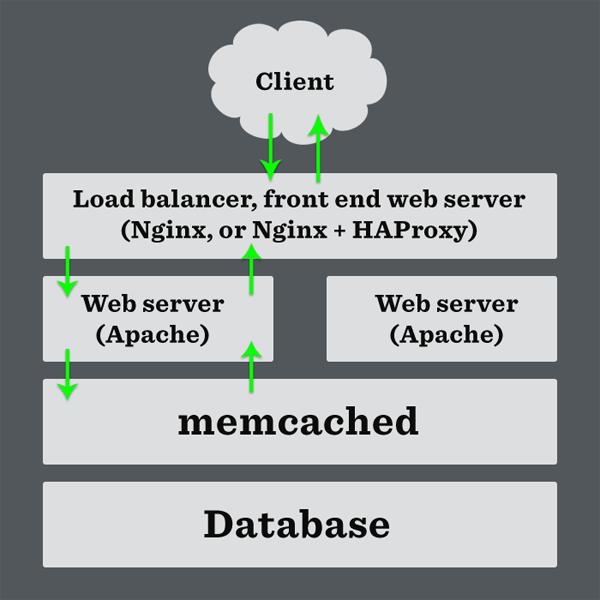 Client
Load balancer, front end web server
(Nginx, or Nginx + HAProxy)
Web server
(Apache)
Web server
(Apache)
memcached
Database